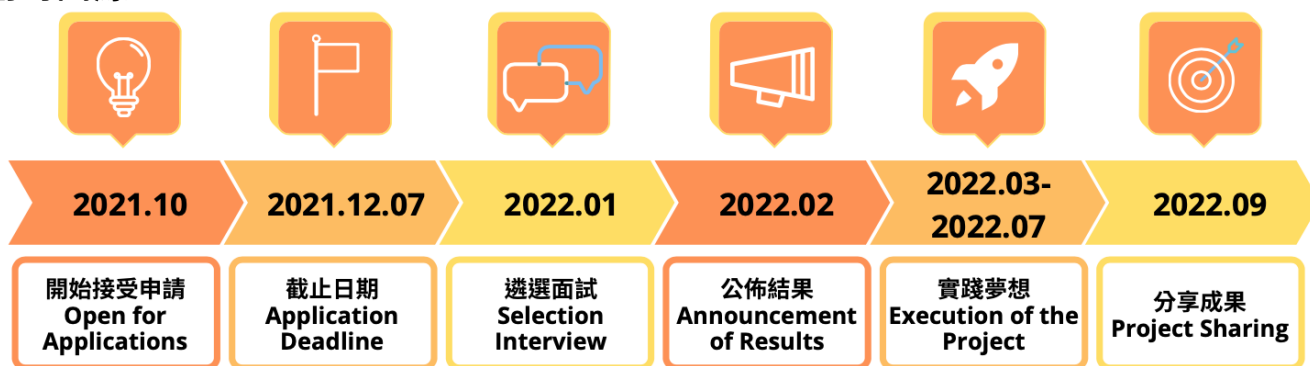 2021.10
2021.12.07
2022.01
2022.02
2022.03-
2022.07
2022.09
開始接受申請
Open for
Applications
截止日期
Application
Deadline
遴選面試
Selection
Interview
公佈結果
Announcement
of Results
實踐夢想
Execution of the
Project
分享成果
Project Sharing